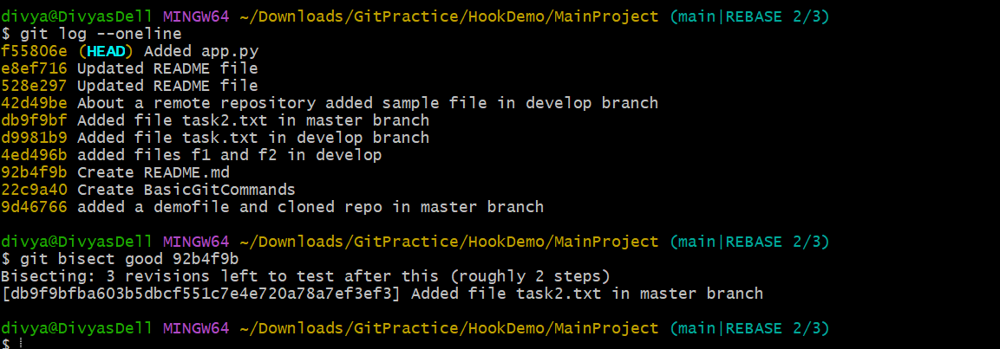 divya@DivyasDell MINGW64 ~/Downloads/GitPractice/HookDemo/MainProject (main|REBASE 2/3)
$ git log --oneline
f55806e (HEAD) Added app.py
e8ef716 Updated README file
528e297 Updated README file
42d49be About a remote repository added sample file in develop branch
db9f9bf Added file task2.txt in master branch
d9981b9 Added file task.txt in develop branch
4ed496b added files f1 and f2 in develop
92b4f9b Create README.md
22c9a40 Create BasicGitCommands
9d46766 added a demofile and cloned repo in master branch
divya@DivyasDell MINGW64 ~/Downloads/GitPractice/HookDemo/MainProject (main|REBASE 2/3)
$ git bisect good 92b4f9b
Bisecting: 3 revisions left to test after this (roughly 2 steps)
[db9f9bfba603b5dbcf551c7e4e720a78a7ef3ef3] Added file task2.txt in master branch
divya@DivyasDell MINGW64 ~/Downloads/GitPractice/HookDemo/MainProject (main|REBASE 2/3)
$